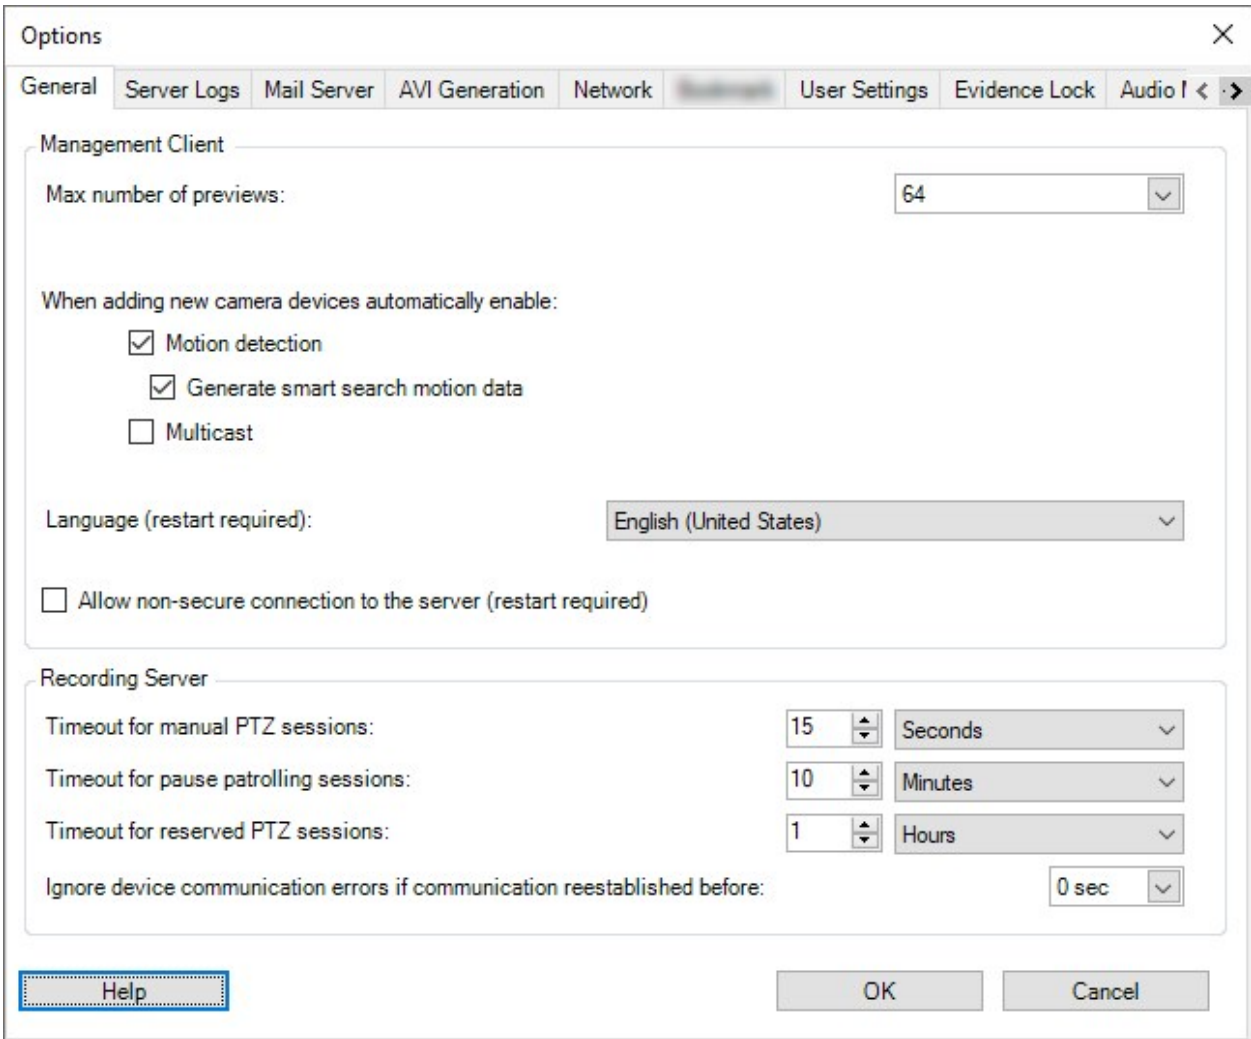 Options
General Server Logs Mail Server AVI Generation Network User Settings Evidence Lock Audio
Management Client
Max number of previews: 64
When adding new camera devices automatically enable:
Motion detection
Generate smart search motion data
Multicast
Language (restart required): English (United States)
Allow non-secure connection to the server (restart required)
Recording Server
Timeout for manual PTZ sessions: 15 Seconds
Timeout for pause patrolling sessions: 10 Minutes
Timeout for reserved PTZ sessions: 1 Hours
Ignore device communication errors if communication reestablished before: 0 sec
Help OK Cancel